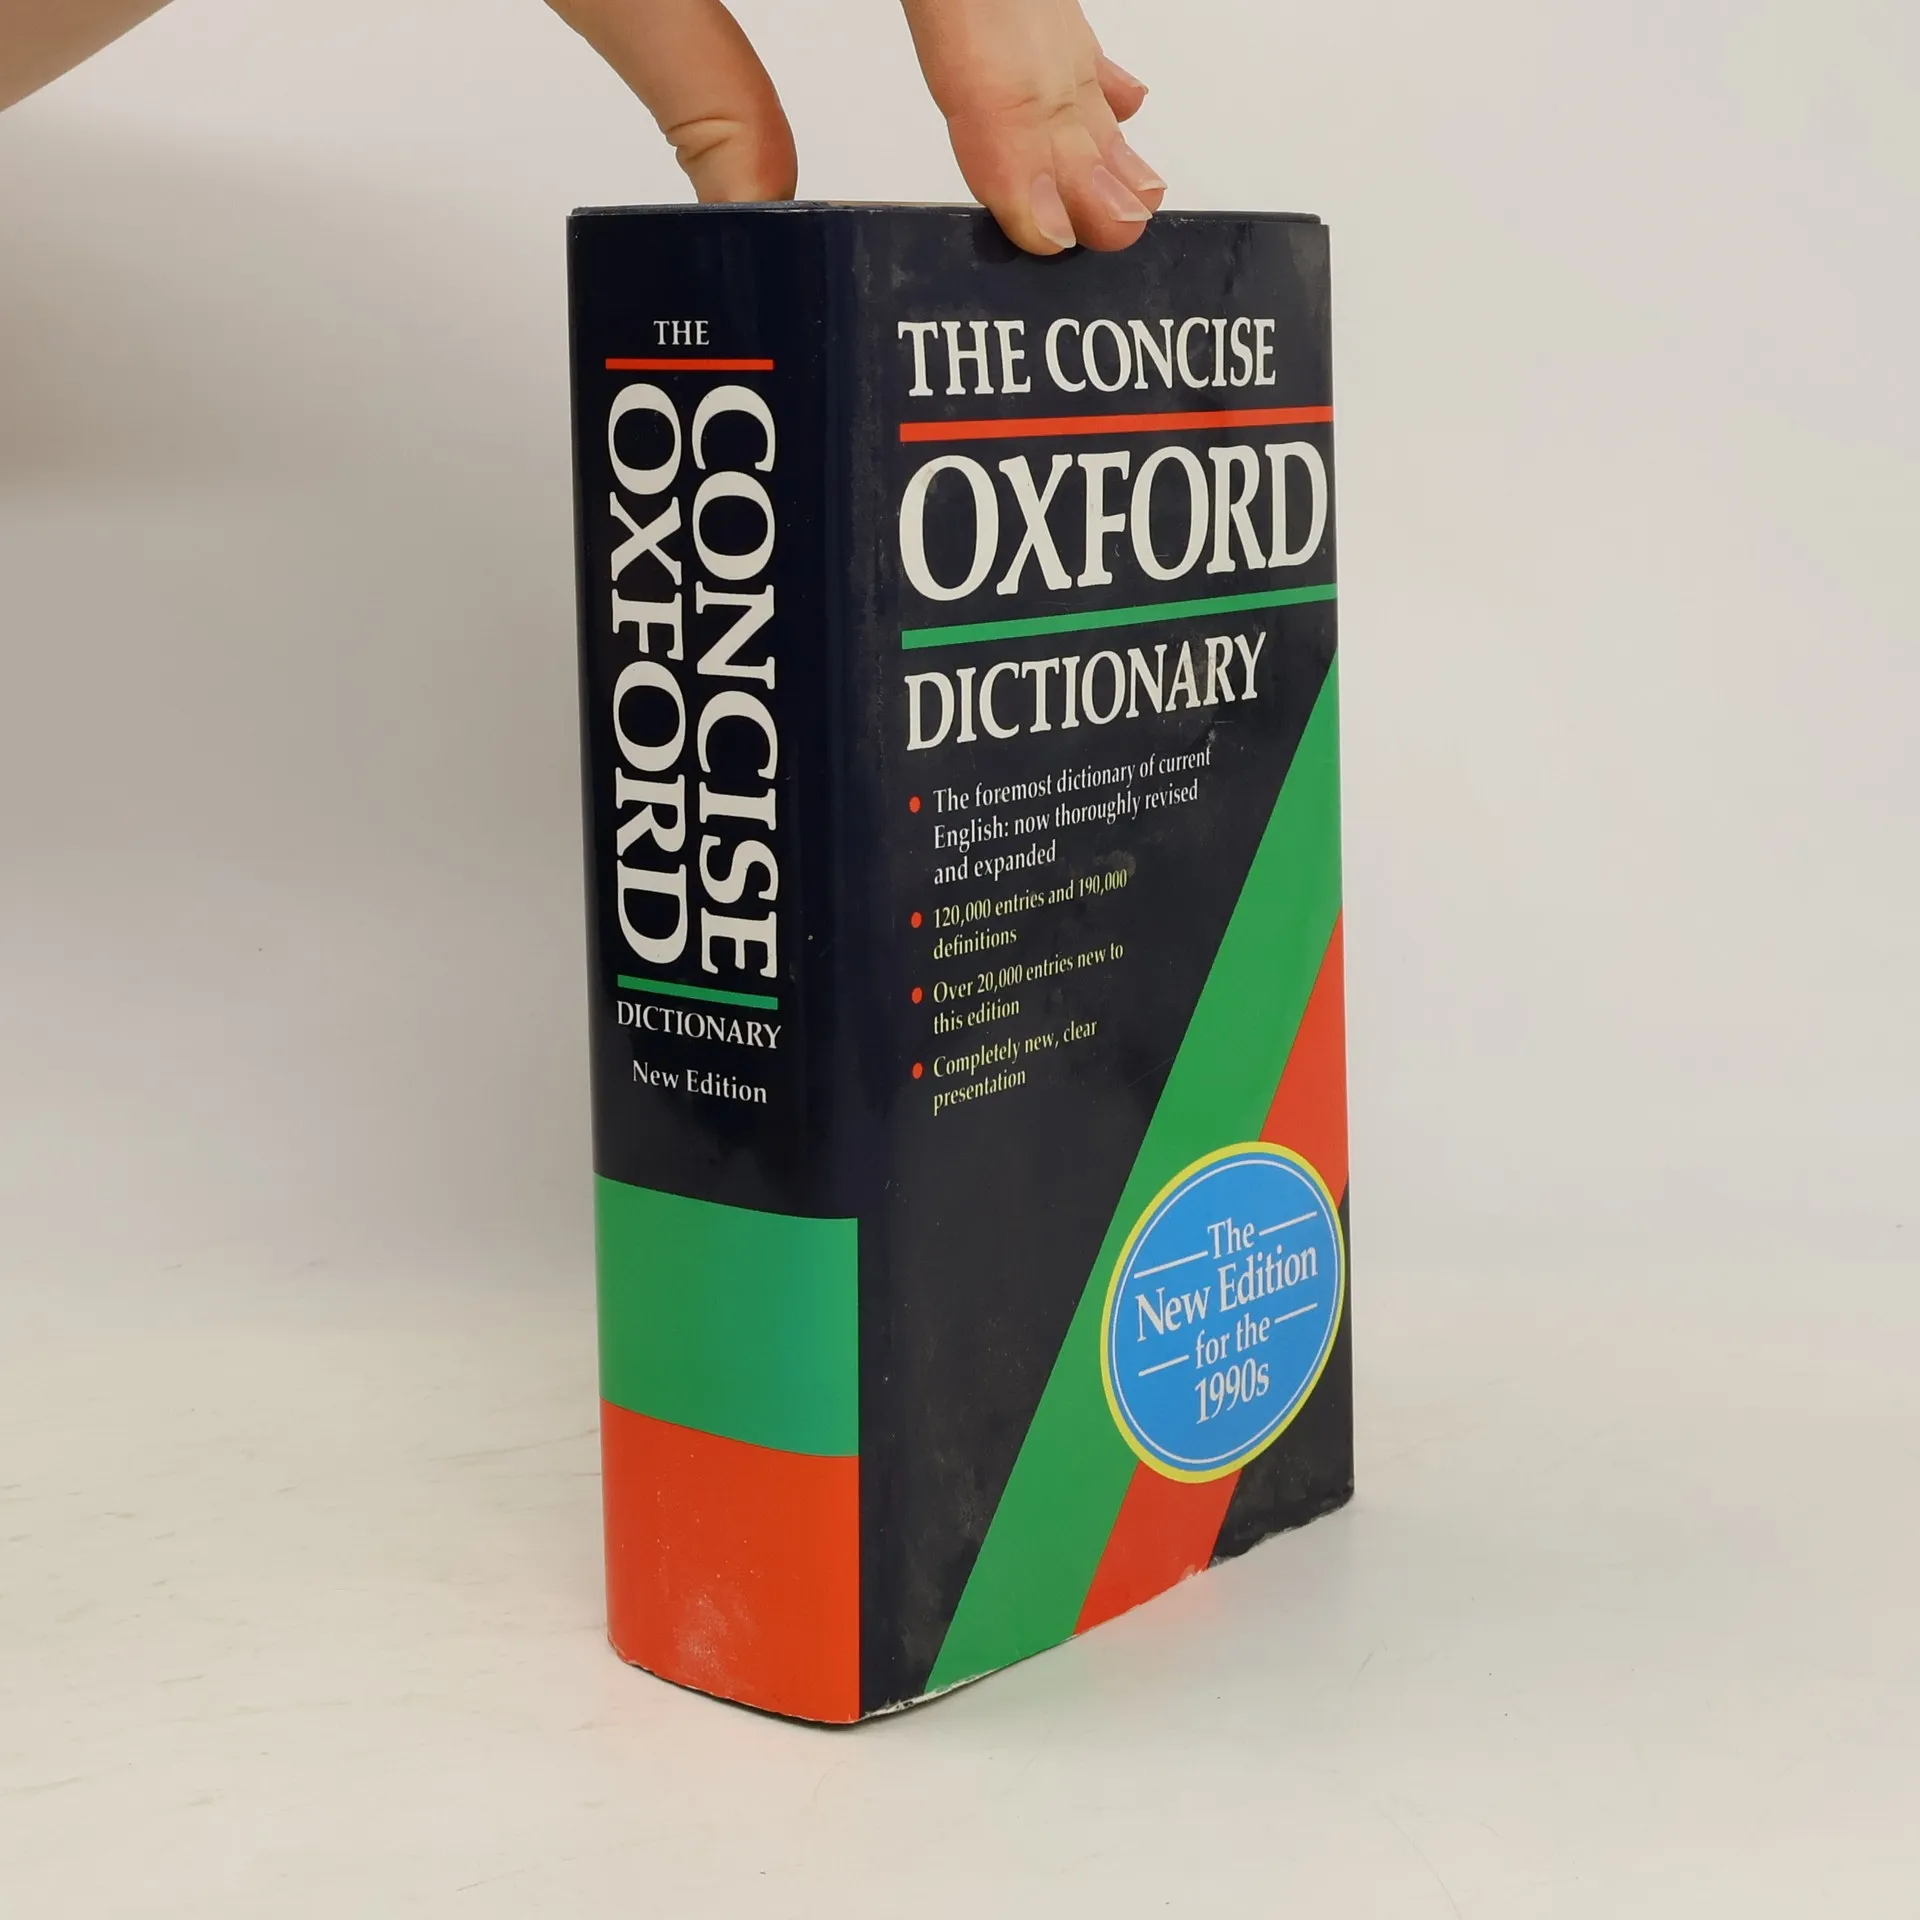 THE
CONCISE
OXFORD
DICTIONARY
New Edition
THE CONCISE
OXFORD
DICTIONARY
• The foremost dictionary of current
English: now thoroughly revised
and expanded
• 120,000 entries and 190,000
definitions
• Over 20,000 entries new to
this edition
• Completely new, clear
presentation
The
New Edition
for the
1990s